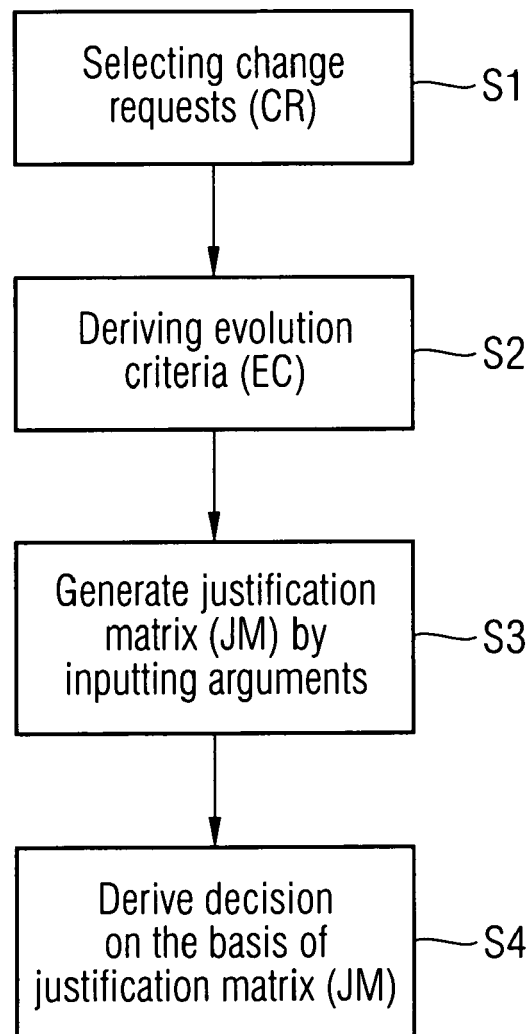 Selecting change
requests (CR)
S1
Deriving evolution
criteria (EC)
S2
Generate justification
matrix (JM) by
inputting arguments
S3
Derive decision
on the basis of
justification matrix (JM)
S4